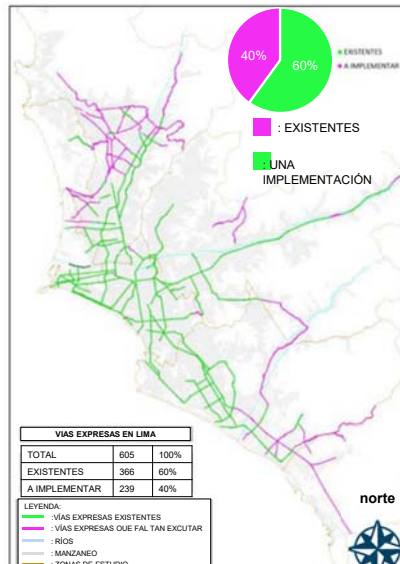 40%
60%
EXISTENTES
A IMPLEMENTAR
: EXISTENTES
: UNA
IMPLEMENTACIÓN
VIAS EXPRESAS EN LIMA
TOTAL 605 100%
EXISTENTES 366 60%
A IMPLEMENTAR 239 40%
norte
LEYENDA:
:VÍAS EXPRESAS EXISTENTES
: VÍAS EXPRESAS QUE FAL TAN EXCUTAR
: RÍOS
: MANZANEO
: ZONAS DE ESTUDIO